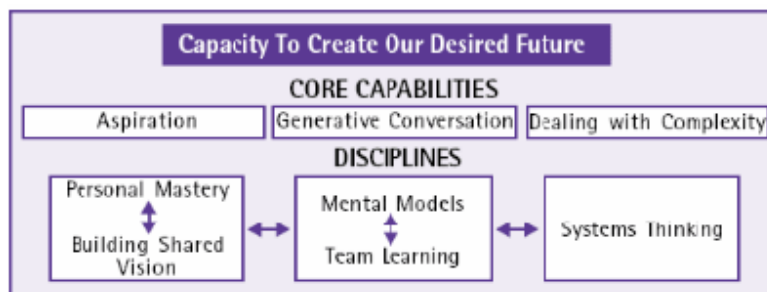 Capacity To Create Our Desired Future
CORE CAPABILITIES
Aspiration
Generative Conversation
Dealing with Complexity
DISCIPLINES
Personal Mastery
Building Shared
Vision
Mental Models
Team Learning
Systems Thinking